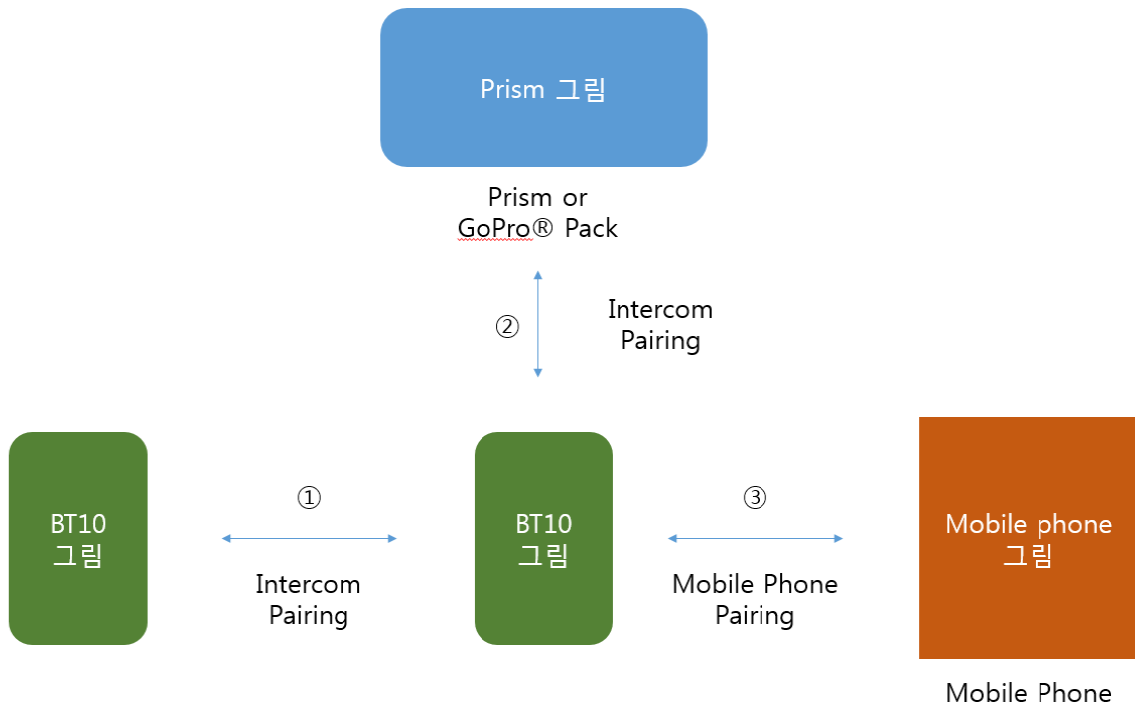 Prism 그림
Prism or
GoPro® Pack
②
Intercom
Pairing
BT10
그림
①
Intercom
Pairing
BT10
그림
③
Mobile Phone
Pairing
Mobile phone
그림
Mobile Phone